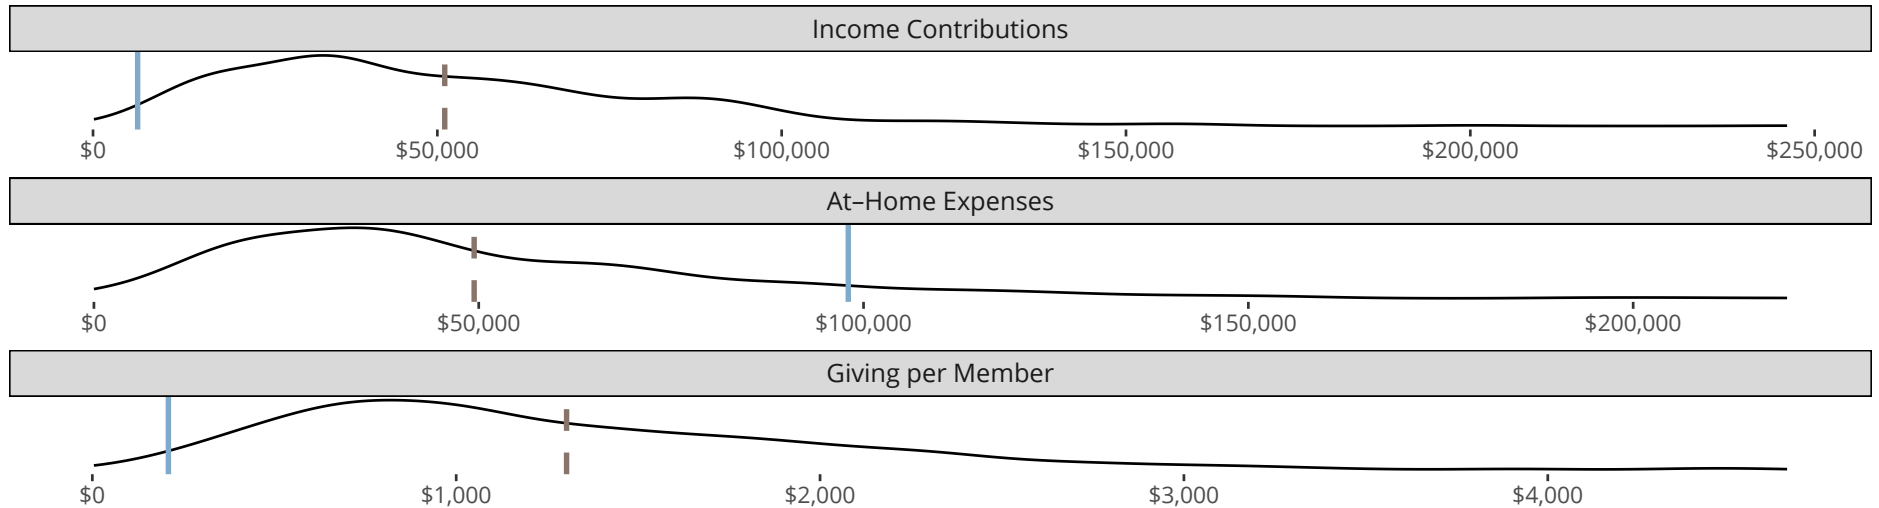 Income Contributions
$0 $50,000 $100,000 $150,000 $200,000 $250,000
At–Home Expenses
$0 $50,000 $100,000 $150,000 $200,000
Giving per Member
$0 $1,000 $2,000 $3,000 $4,000